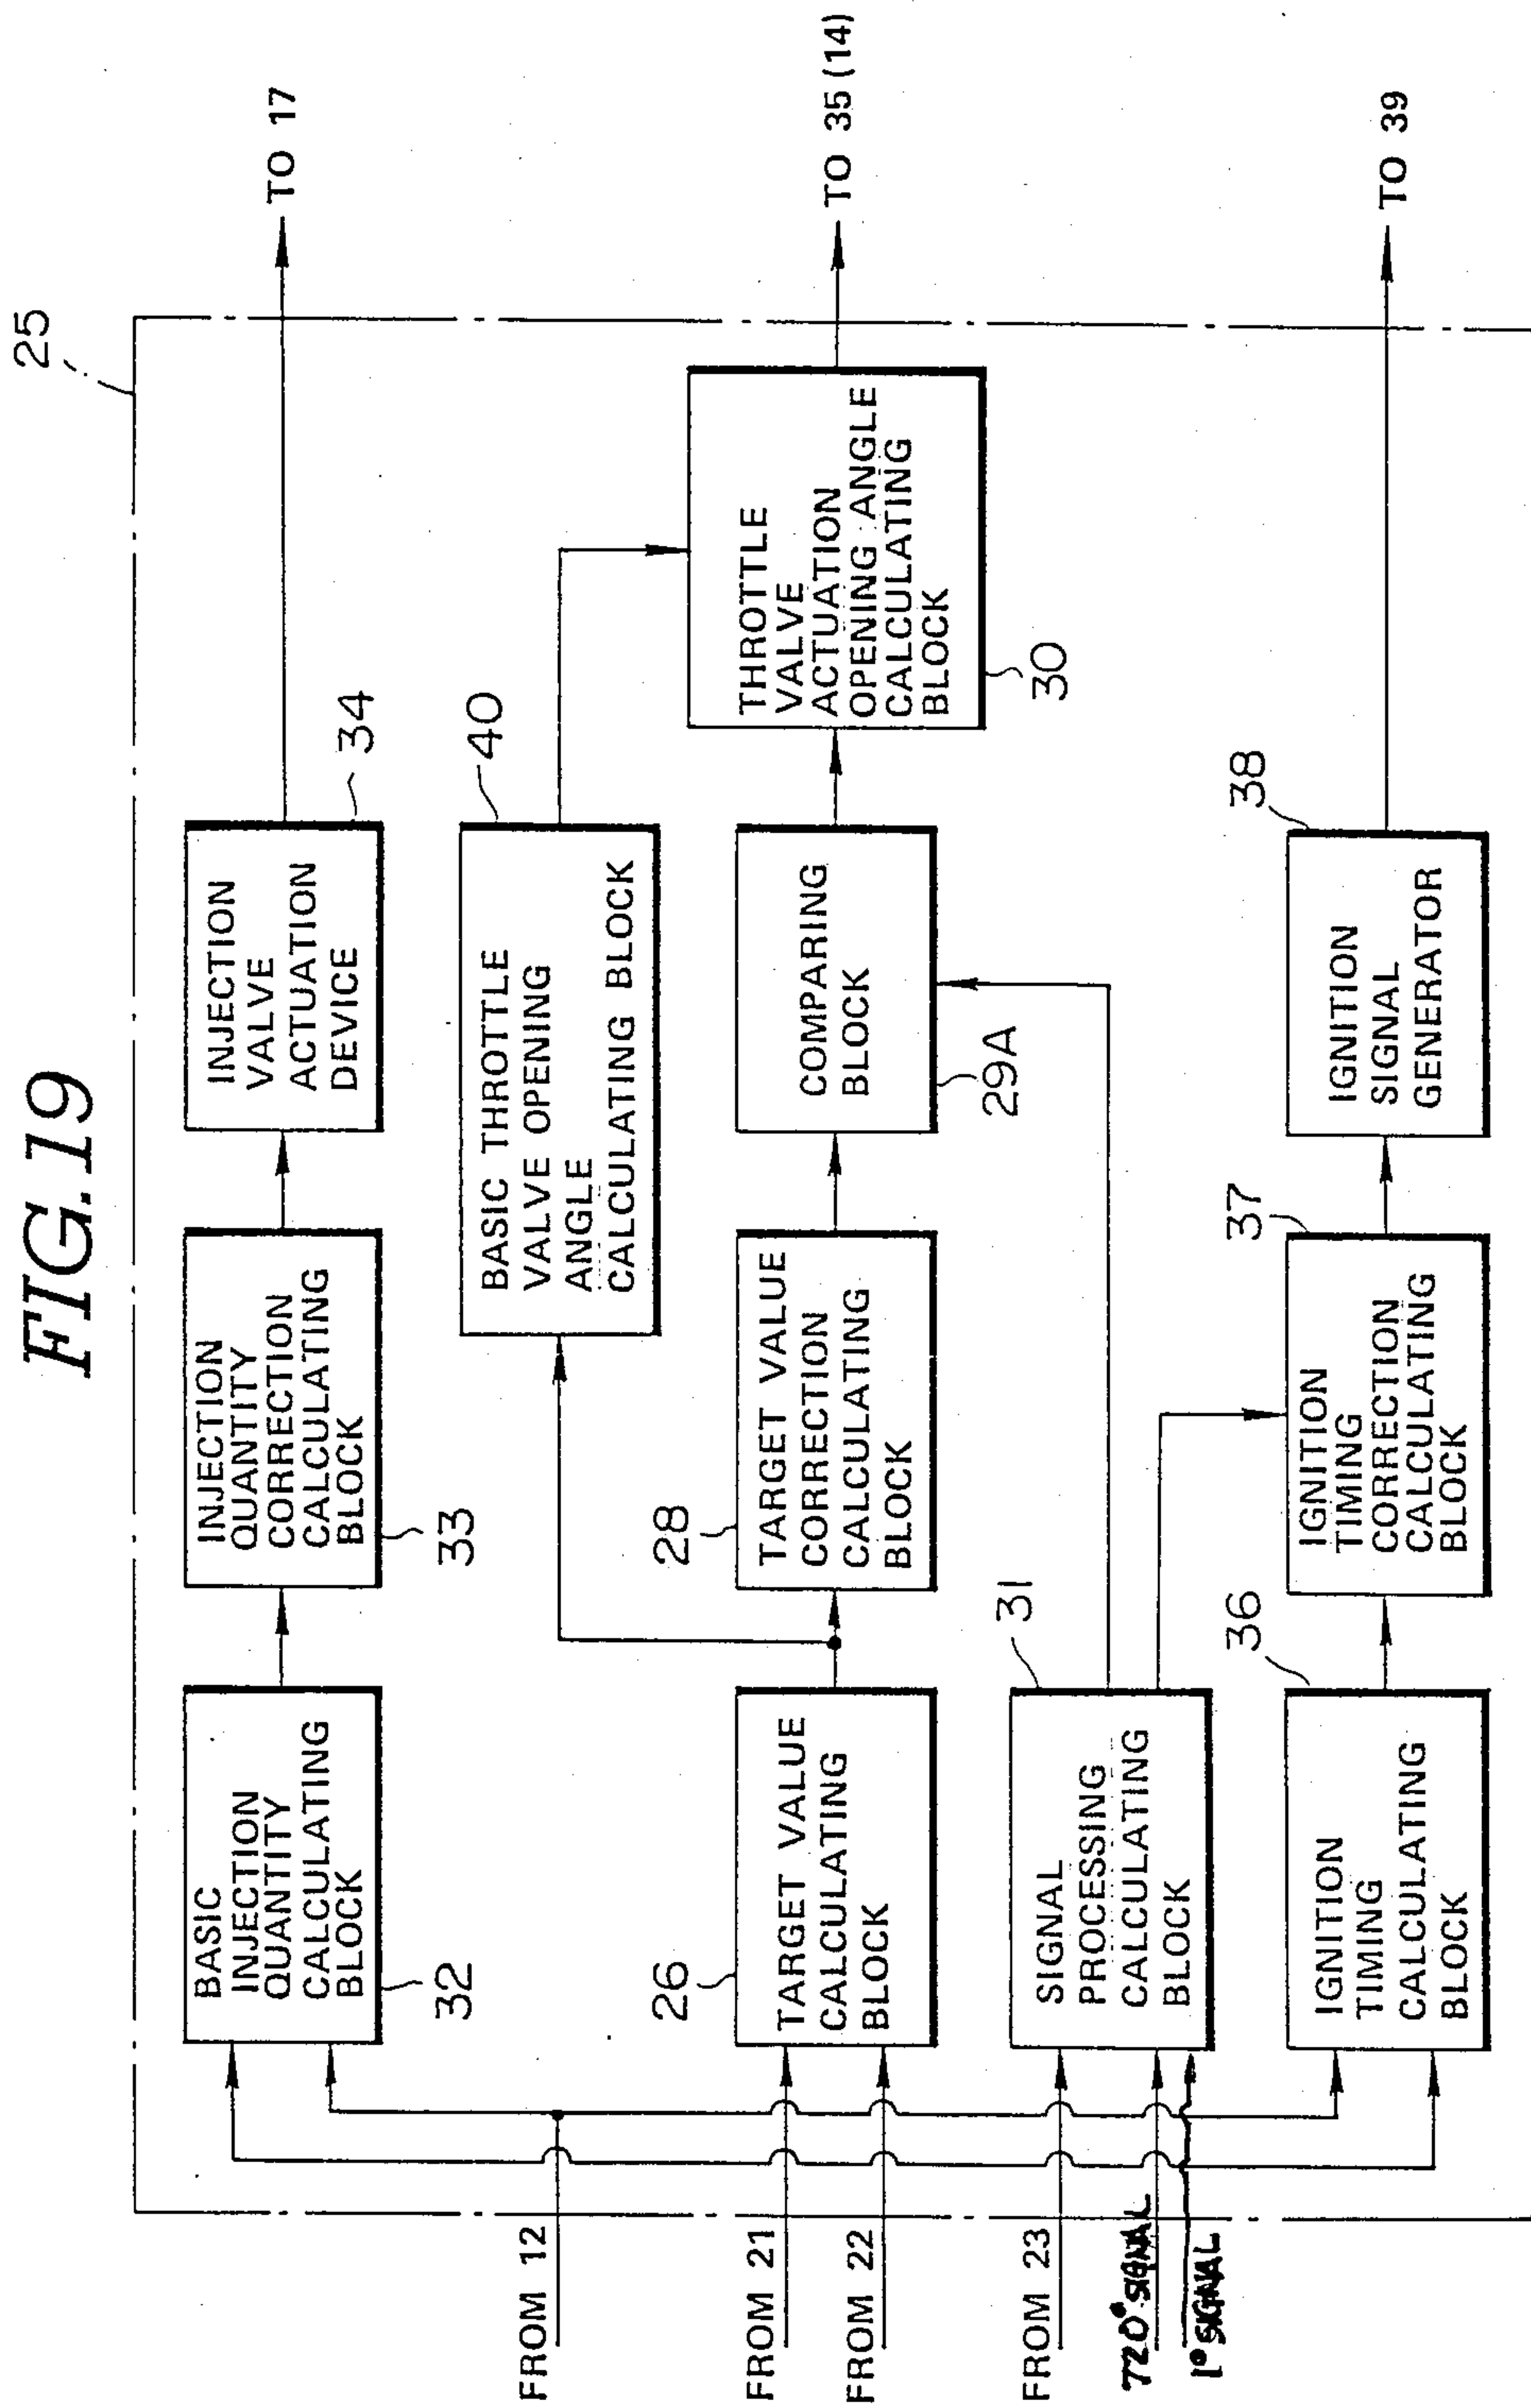 FIG.19
25
BASIC
INJECTION
QUANTITY
CALCULATING
BLOCK
32
INJECTION
QUANTITY
CORRECTION
CALCULATING
BLOCK
33
INJECTION
VALVE
ACTUATION
DEVICE
34
TO 17
BASIC THROTTLE
VALVE OPENING
ANGLE
CALCULATING BLOCK
40
FROM 12
FROM 21
FROM 22
26
TARGET VALUE
CALCULATING
BLOCK
28
TARGET VALUE
CORRECTION
CALCULATING
BLOCK
COMPARING
BLOCK
29A
THROTTLE
VALVE
ACTUATION
OPENING ANGLE
CALCULATING
BLOCK
30
TO 35 (14)
FROM 23
720° SIGNAL
1° SIGNAL
31
SIGNAL
PROCESSING
CALCULATING
BLOCK
36
IGNITION
TIMING
CALCULATING
BLOCK
37
IGNITION
TIMING
CORRECTION
CALCULATING
BLOCK
38
IGNITION
SIGNAL
GENERATOR
TO 39